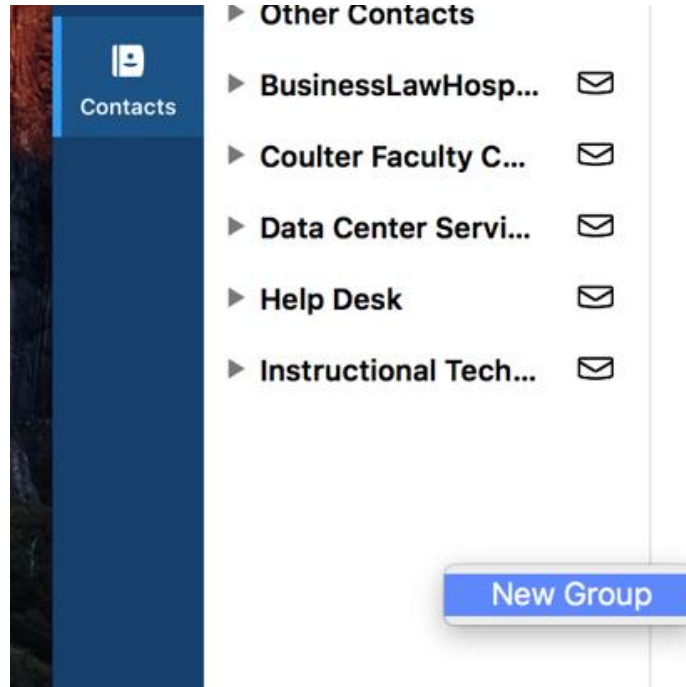 Other Contacts
Contacts
BusinessLawHosp...
Coulter Faculty C...
Data Center Servi...
Help Desk
Instructional Tech...
New Group